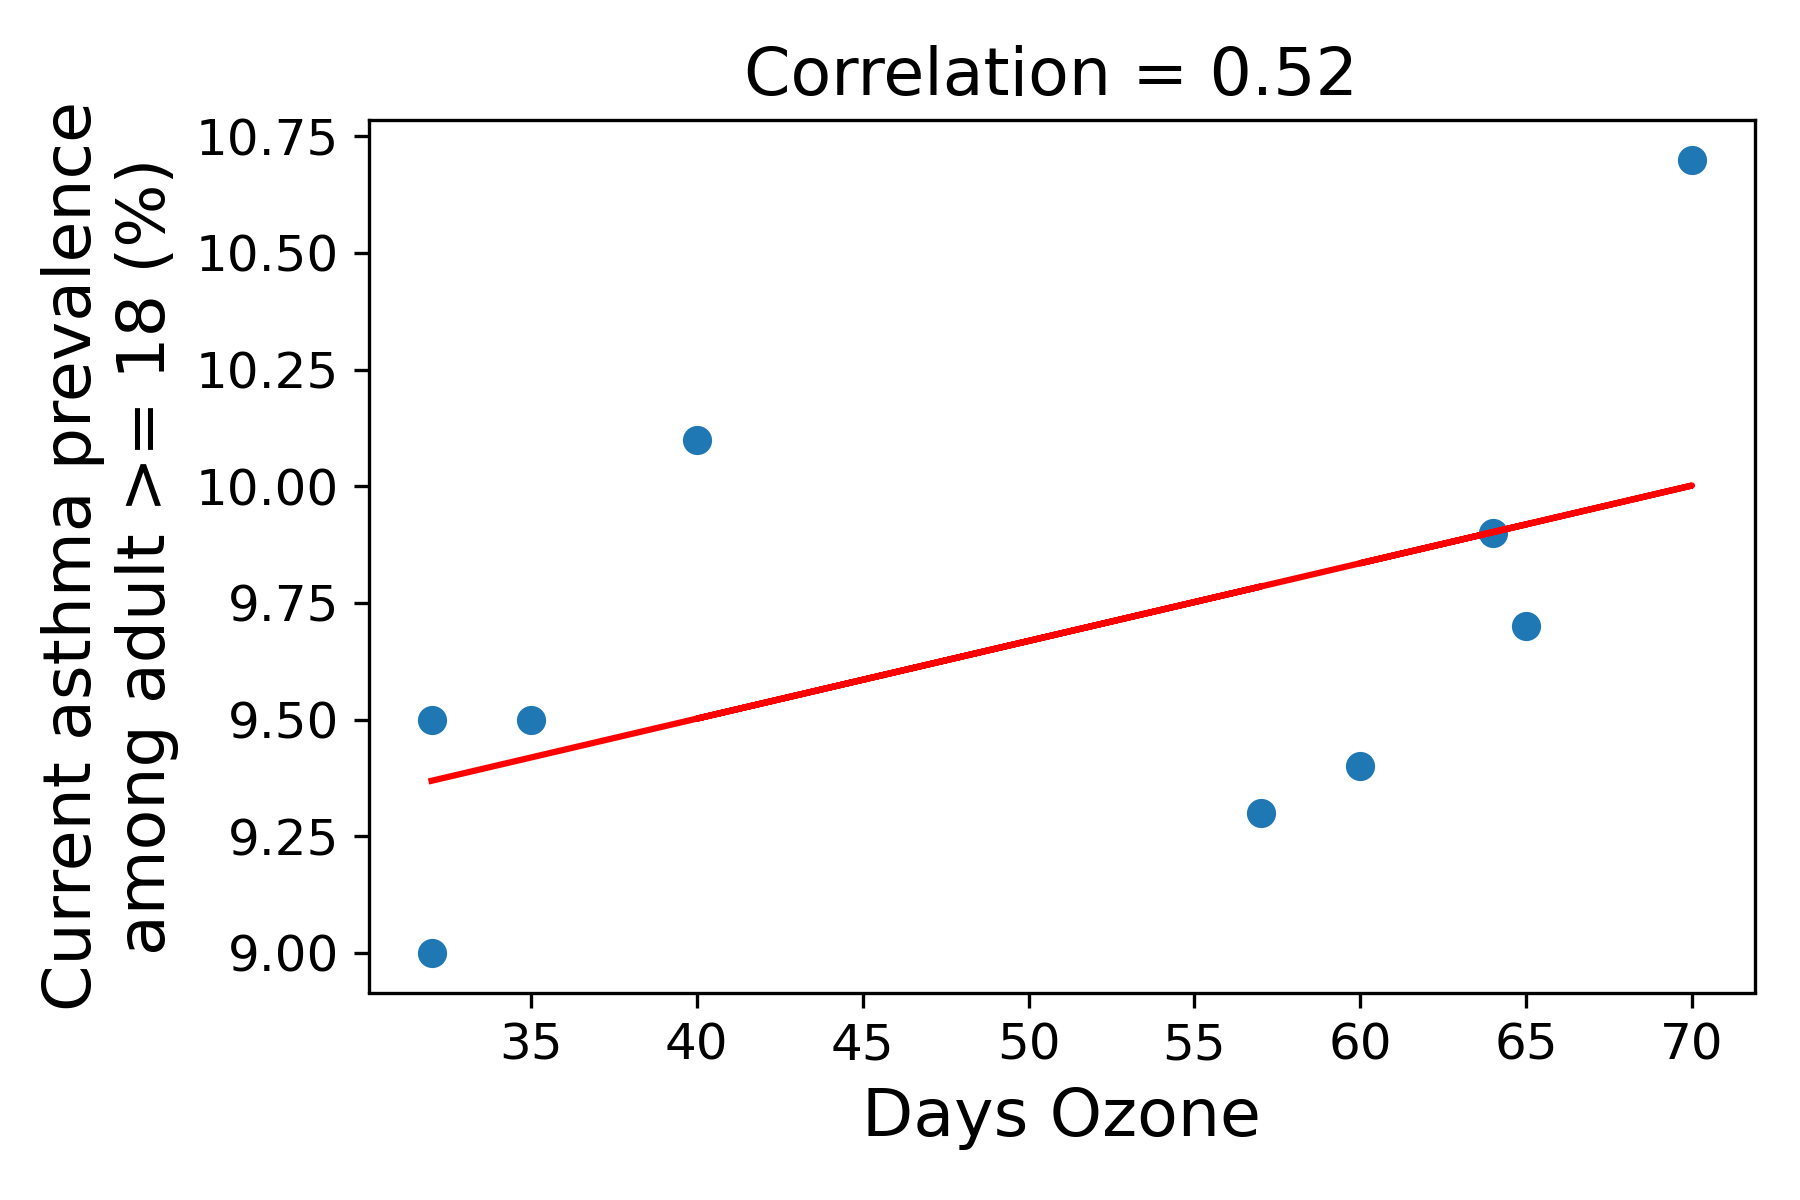 Correlation = 0.52
Current asthma prevalence
among adult >= 18 (%)
10.75
10.50
10.25
10.00
9.75
9.50
9.25
9.00
35 40 45 50 55 60 65 70
Days Ozone